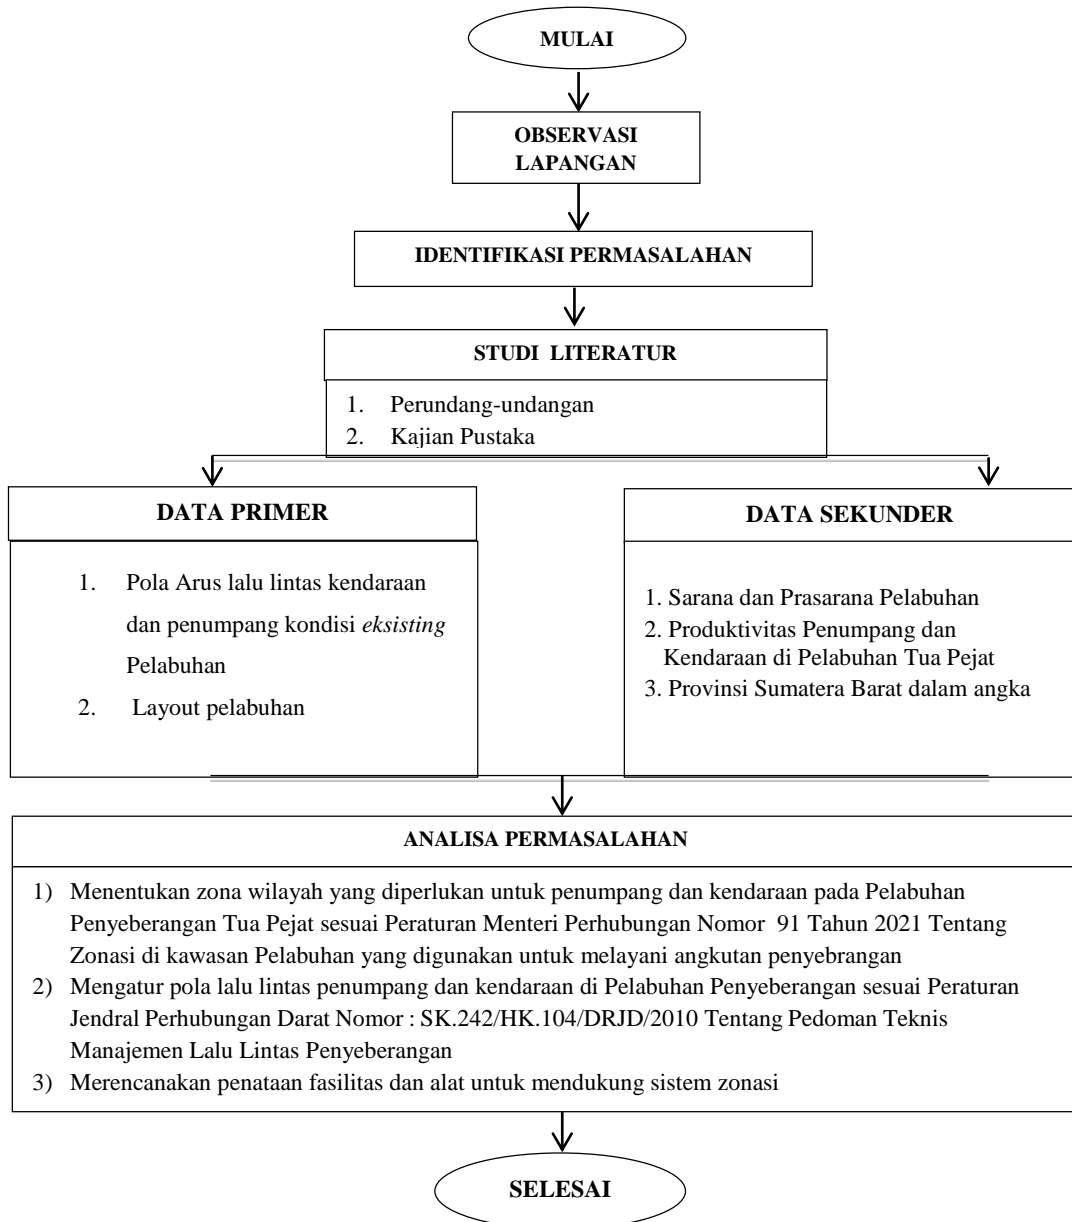 MULAI
OBSERVASI
LAPANGAN
IDENTIFIKASI PERMASALAHAN
STUDI LITERATUR
1. Perundang-undangan
2. Kajian Pustaka
DATA PRIMER
1. Pola Arus lalu lintas kendaraan
dan penumpang kondisi eksisting
Pelabuhan
2. Layout pelabuhan
DATA SEKUNDER
1. Sarana dan Prasarana Pelabuhan
2. Produktivitas Penumpang dan
Kendaraan di Pelabuhan Tua Pejat
3. Provinsi Sumatera Barat dalam angka
ANALISA PERMASALAHAN
1) Menentukan zona wilayah yang diperlukan untuk penumpang dan kendaraan pada Pelabuhan
Penyeberangan Tua Pejat sesuai Peraturan Menteri Perhubungan Nomor 91 Tahun 2021 Tentang
Zonasi di kawasan Pelabuhan yang digunakan untuk melayani angkutan penyebrangan
2) Mengatur pola lalu lintas penumpang dan kendaraan di Pelabuhan Penyeberangan sesuai Peraturan
Jendral Perhubungan Darat Nomor : SK.242/HK.104/DRJD/2010 Tentang Pedoman Teknis
Manajemen Lalu Lintas Penyeberangan
3) Merencanakan penataan fasilitas dan alat untuk mendukung sistem zonasi
SELESAI